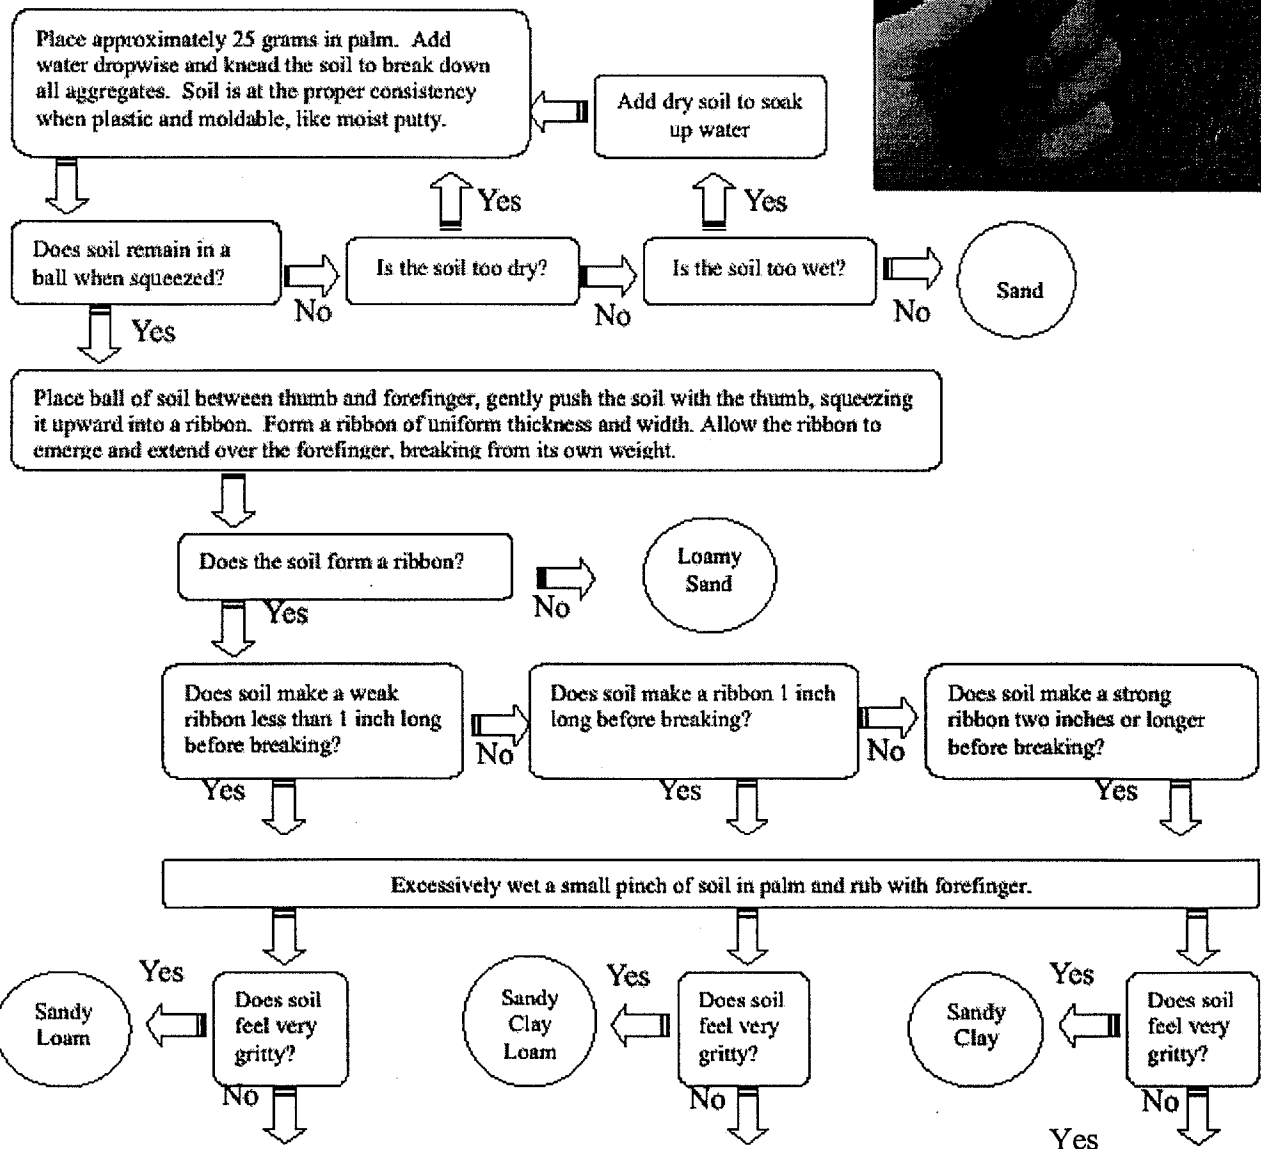 Place approximately 25 grams in palm. Add
water dropwise and knead the soil to break down
all aggregates. Soil is at the proper consistency
when plastic and moldable, like moist putty.
Add dry soil to soak
up water
Yes
Yes
Does soil remain in a
ball when squeezed?
No
Is the soil too dry?
No
Is the soil too wet?
No
Sand
Yes
Place ball of soil between thumb and forefinger, gently push the soil with the thumb, squeezing
it upward into a ribbon. Form a ribbon of uniform thickness and width. Allow the ribbon to
emerge and extend over the forefinger, breaking from its own weight.
Does the soil form a ribbon?
No
Loamy
Sand
Yes
Does soil make a weak
ribbon less than 1 inch long
before breaking?
No
Does soil make a ribbon 1 inch
long before breaking?
No
Does soil make a strong
ribbon two inches or longer
before breaking?
Yes
Yes
Yes
Excessively wet a small pinch of soil in palm and rub with forefinger.
Sandy
Loam
Yes
Does soil
feel very
gritty?
No
Sandy
Clay
Loam
Yes
Does soil
feel very
gritty?
No
Sandy
Clay
Yes
Does soil
feel very
gritty?
No
Yes